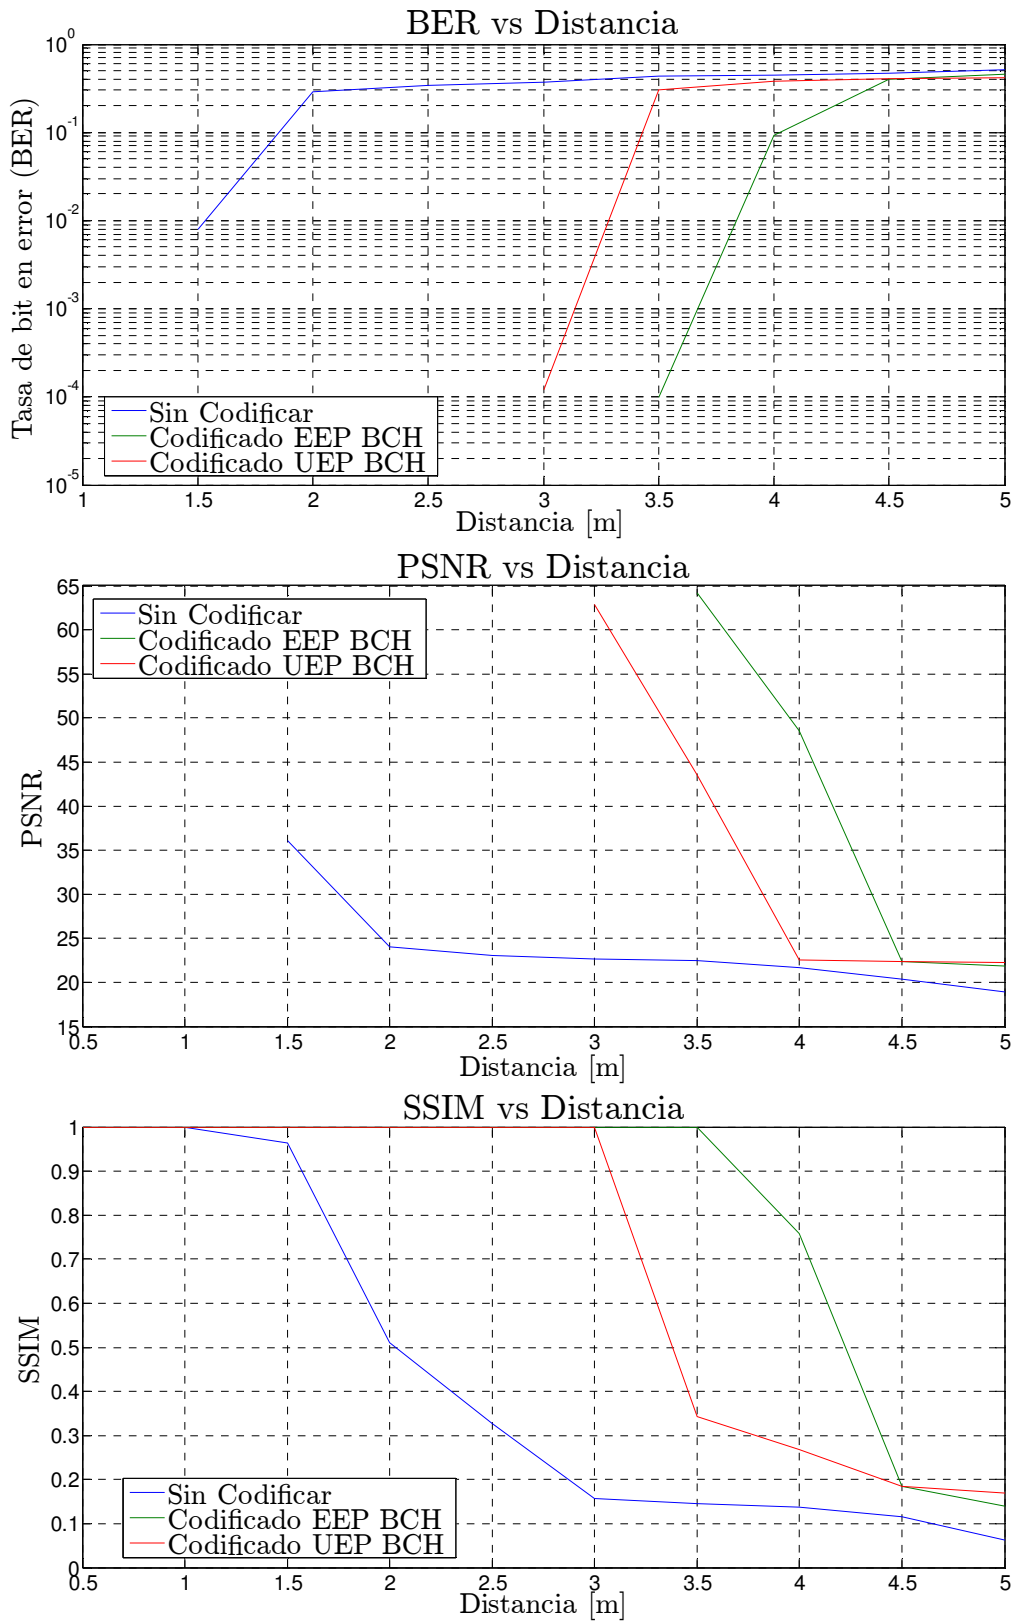 BER vs Distancia
Tasa de bit en error (BER)
10^0
10^-1
10^-2
10^-3
10^-4
10^-5
Sin Codificar
Codificado EEP BCH
Codificado UEP BCH
1 1.5 2 2.5 3 3.5 4 4.5 5
Distancia [m]
PSNR vs Distancia
PSNR
65
60
55
50
45
40
35
30
25
20
15
Sin Codificar
Codificado EEP BCH
Codificado UEP BCH
0.5 1 1.5 2 2.5 3 3.5 4 4.5 5
Distancia [m]
SSIM vs Distancia
SSIM
1
0.9
0.8
0.7
0.6
0.5
0.4
0.3
0.2
0.1
0
Sin Codificar
Codificado EEP BCH
Codificado UEP BCH
0.5 1 1.5 2 2.5 3 3.5 4 4.5 5
Distancia [m]